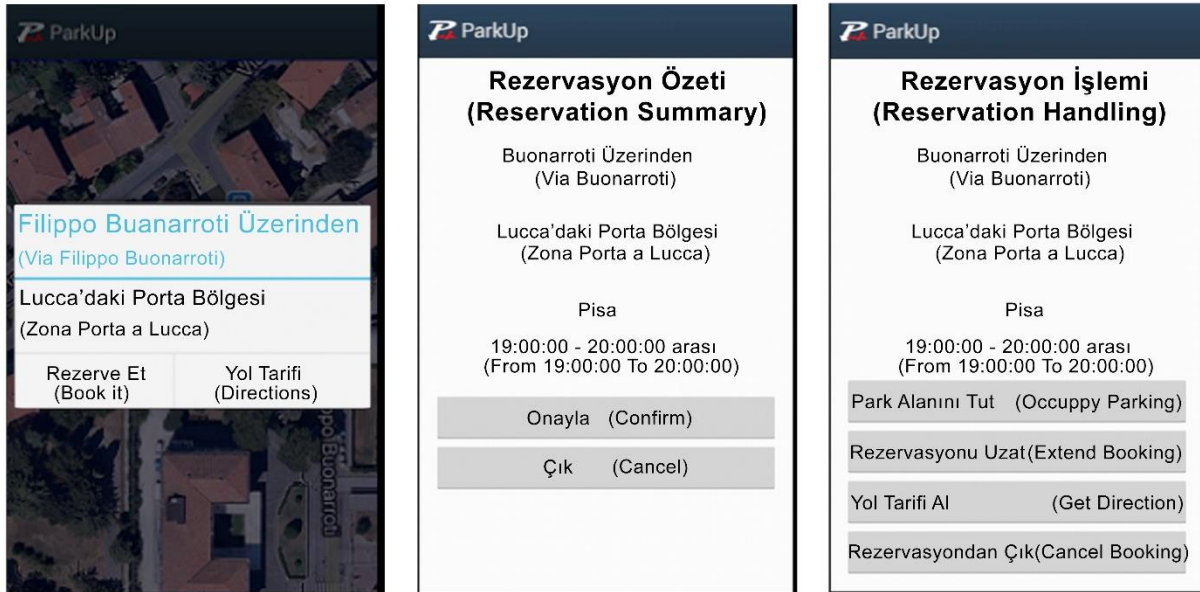 ParkUp
Filippo Buanarroti Üzerinden
(Via Filippo Buonarroti)
Lucca’daki Porta Bölgesi
(Zona Porta a Lucca)
Rezerve Et
(Book it)
Yol Tarifi
(Directions)
ppo Buonarroti
ParkUp
Rezervasyon Özeti
(Reservation Summary)
Buonarroti Üzerinden
(Via Buonarroti)
Lucca’daki Porta Bölgesi
(Zona Porta a Lucca)
Pisa
19:00:00 - 20:00:00 arası
(From 19:00:00 To 20:00:00)
Onayla (Confirm)
Çık (Cancel)
ParkUp
Rezervasyon İşlemi
(Reservation Handling)
Buonarroti Üzerinden
(Via Buonarroti)
Lucca’daki Porta Bölgesi
(Zona Porta a Lucca)
Pisa
19:00:00 - 20:00:00 arası
(From 19:00:00 To 20:00:00)
Park Alanını Tut (Occuppy Parking)
Rezervasyonu Uzat(Extend Booking)
Yol Tarifi Al (Get Direction)
Rezervasyondan Çık(Cancel Booking)